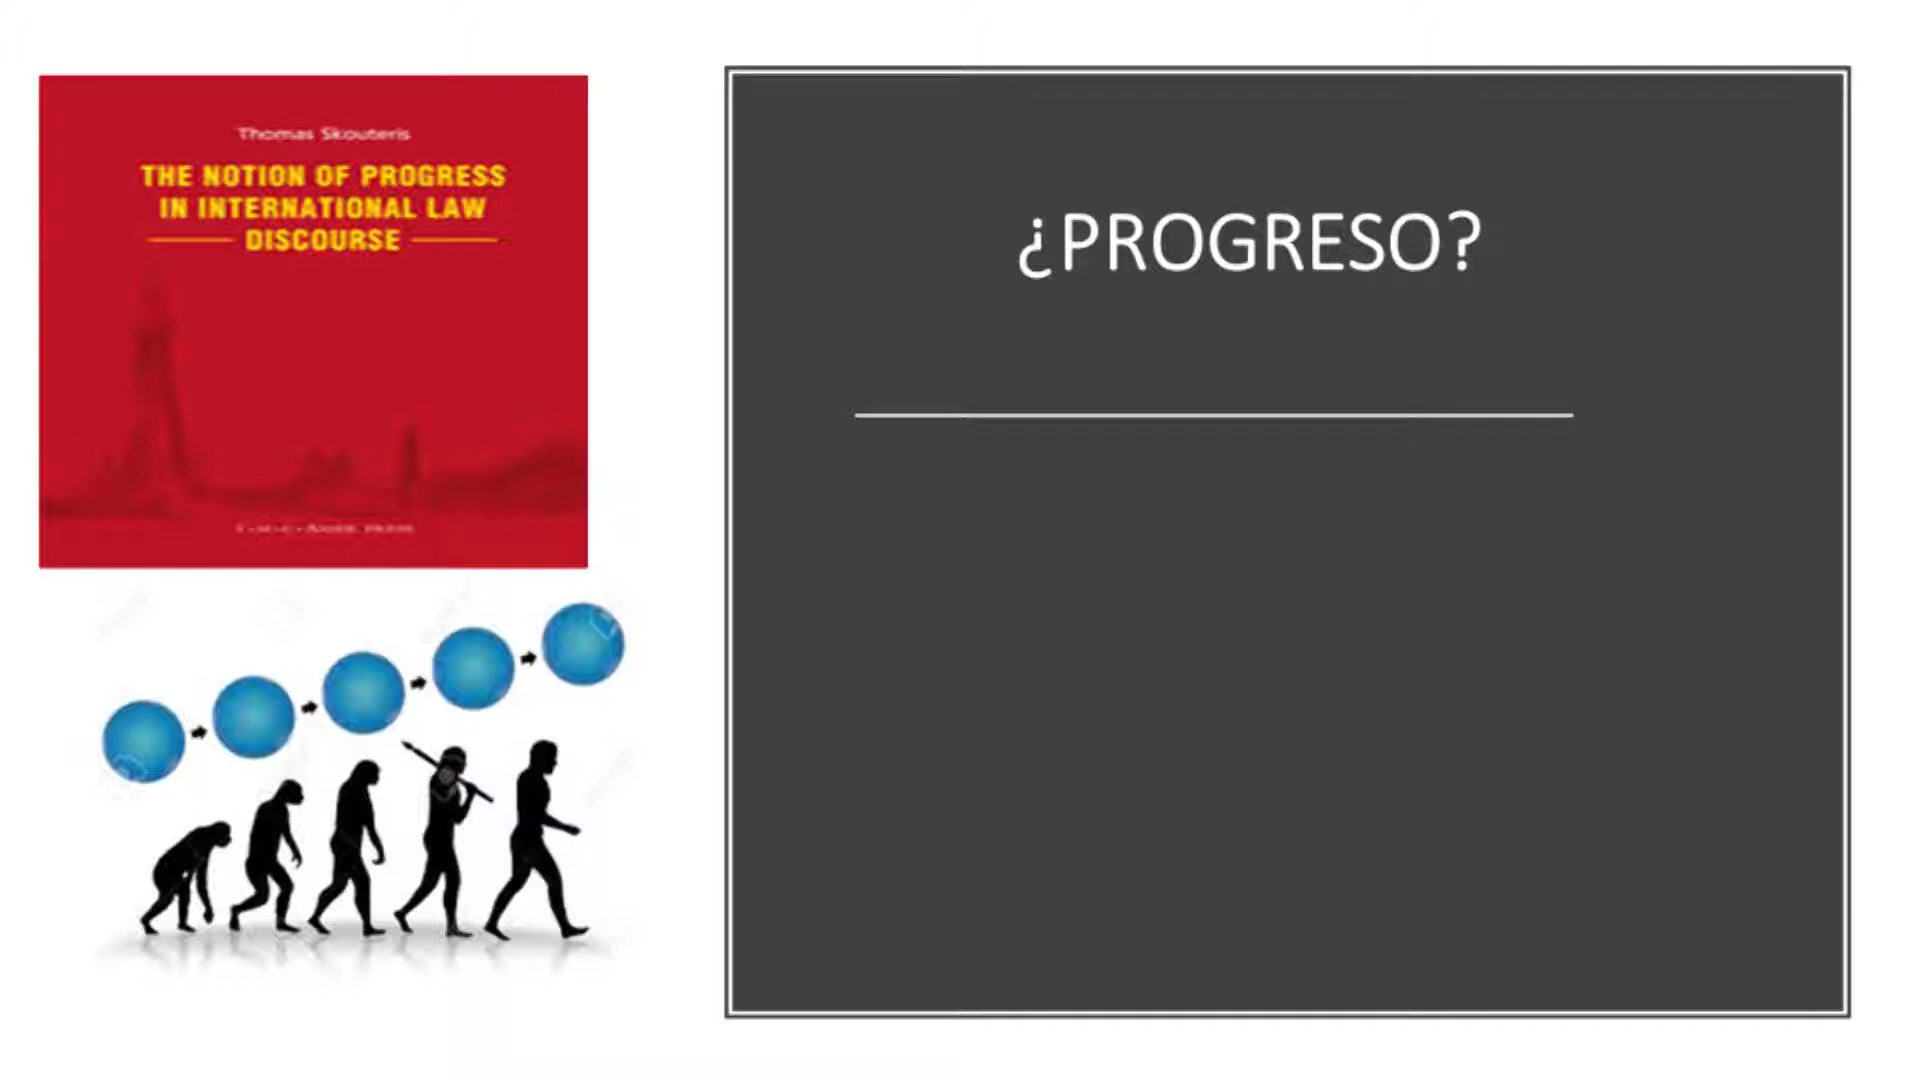 Thomas Skouteris
THE NOTION OF PROGRESS
IN INTERNATIONAL LAW
DISCOURSE
¿PROGRESO?